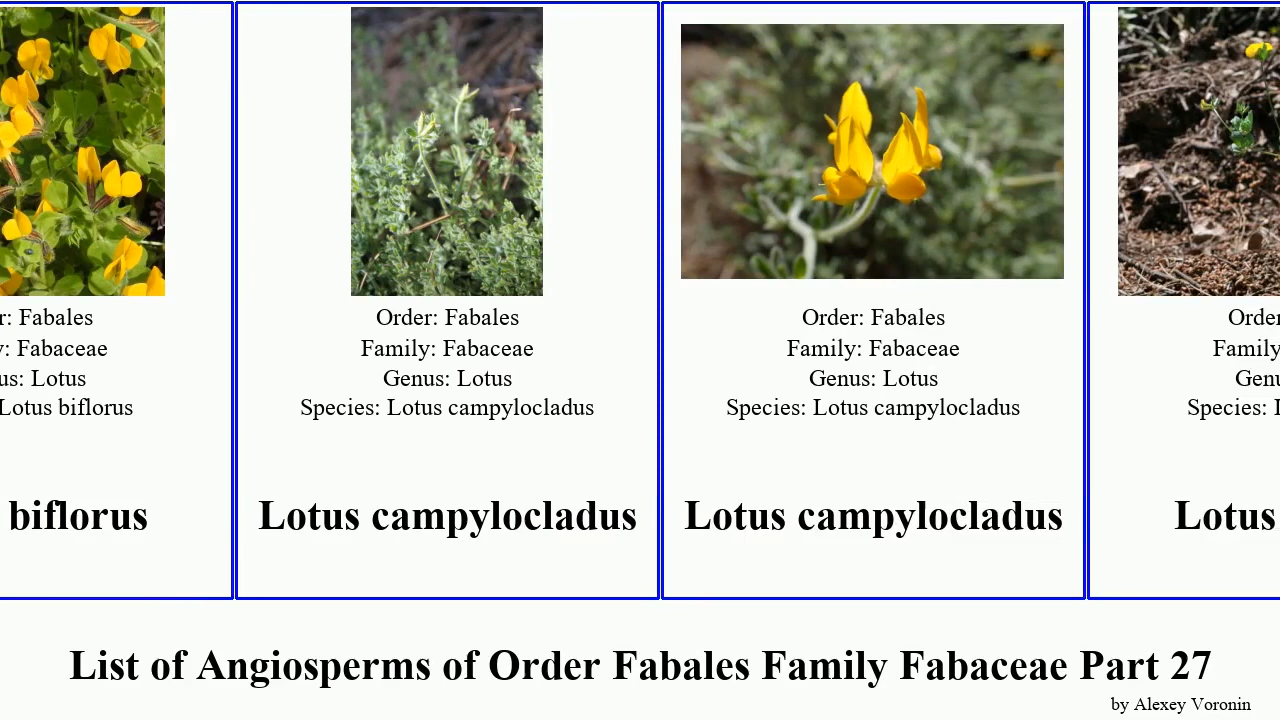 r: Fabales
y: Fabaceae
us: Lotus
Lotus biflorus
biflorus
Order: Fabales
Family: Fabaceae
Genus: Lotus
Species: Lotus campylocladus
Lotus campylocladus
Order: Fabales
Family: Fabaceae
Genus: Lotus
Species: Lotus campylocladus
Lotus campylocladus
Order
Family
Genu
Species: L
Lotus
List of Angiosperms of Order Fabales Family Fabaceae Part 27
by Alexey Voronin